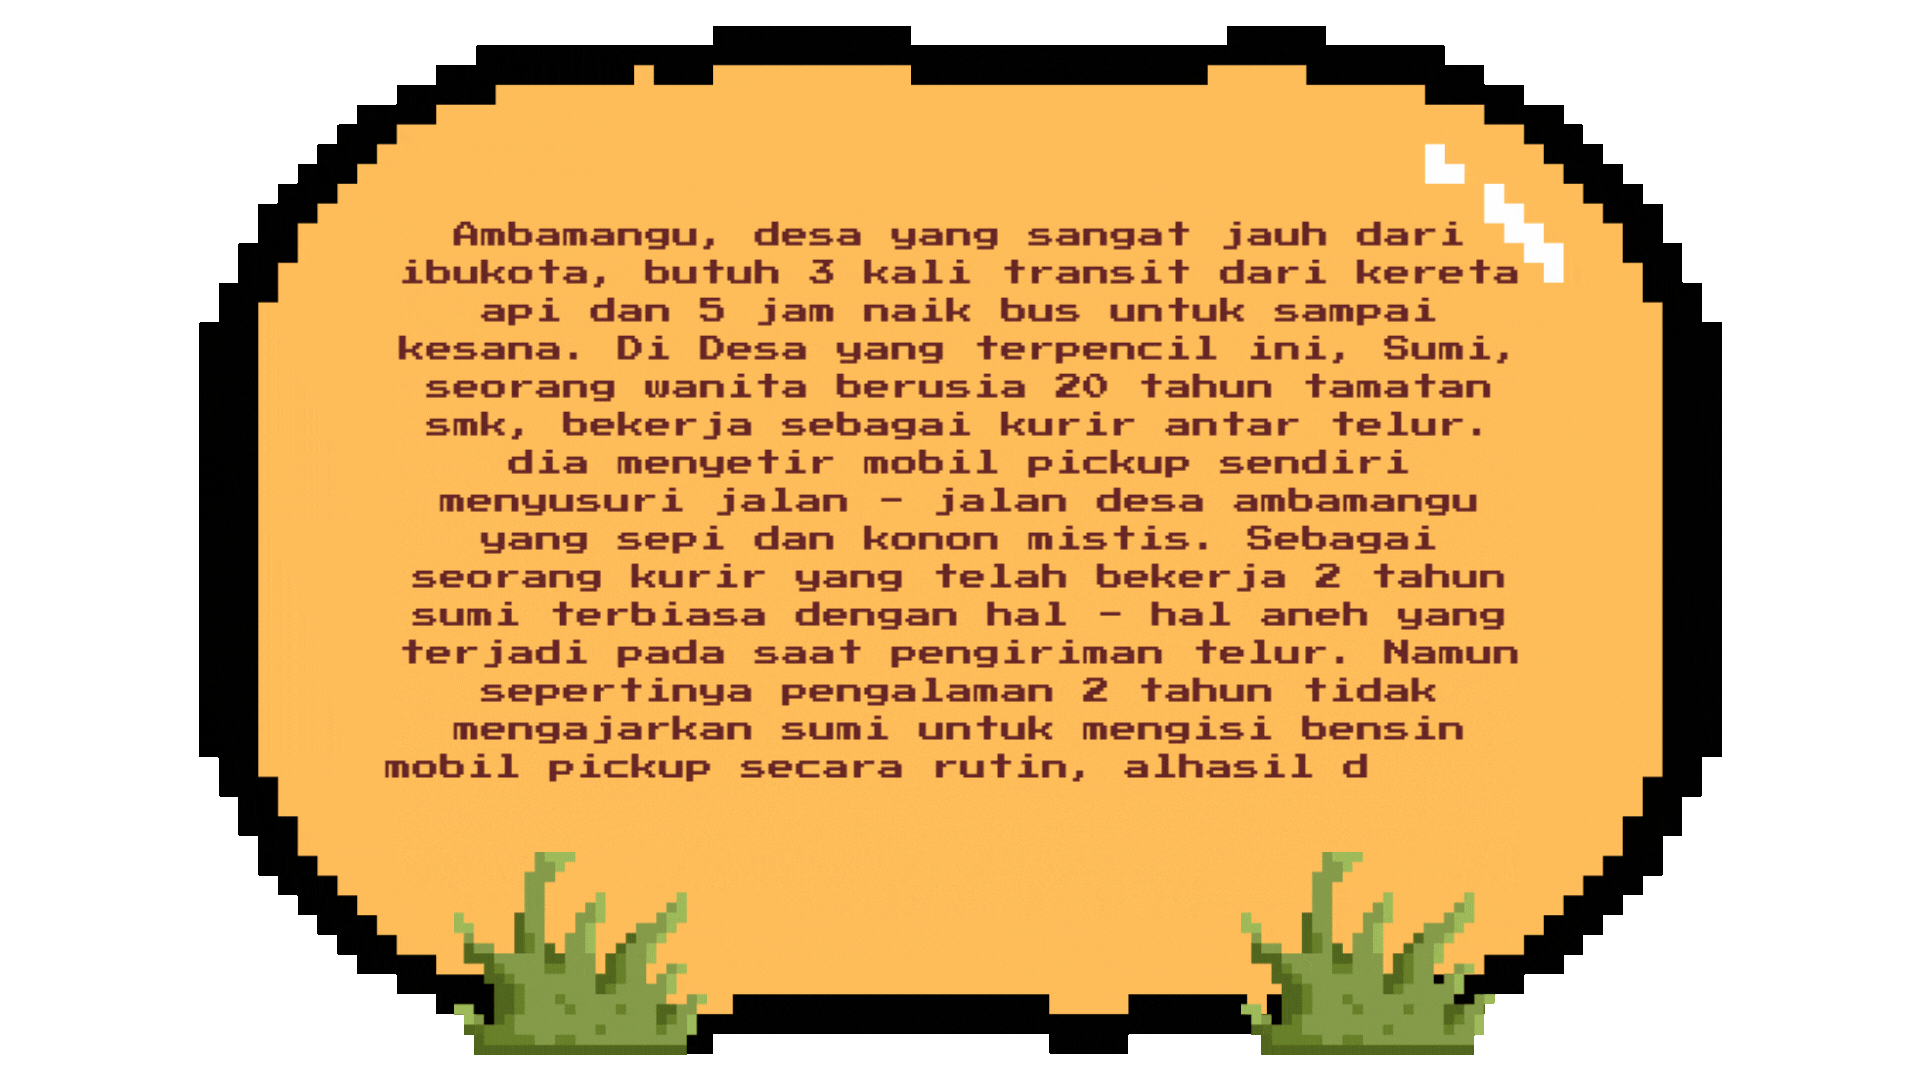 Ambamangu, desa yang sangat jauh dari
ibukota, butuh 3 kali transit dari kereta
api dan 5 jam naik bus untuk sampai
kesana. Di Desa yang terpencil ini, Sumi,
seorang wanita berusia 20 tahun tamatan
smk, bekerja sebagai kurir antar telur.
dia menyetir mobil pickup sendiri
menyusuri jalan - jalan desa ambamangu
yang sepi dan konon mistis. Sebagai
seorang kurir yang telah bekerja 2 tahun
sumi terbiasa dengan hal - hal aneh yang
terjadi pada saat pengiriman telur. Namun
sepertinya pengalaman 2 tahun tidak
mengajarkan sumi untuk mengisi bensin
mobil pickup secara rutin, alhasil d